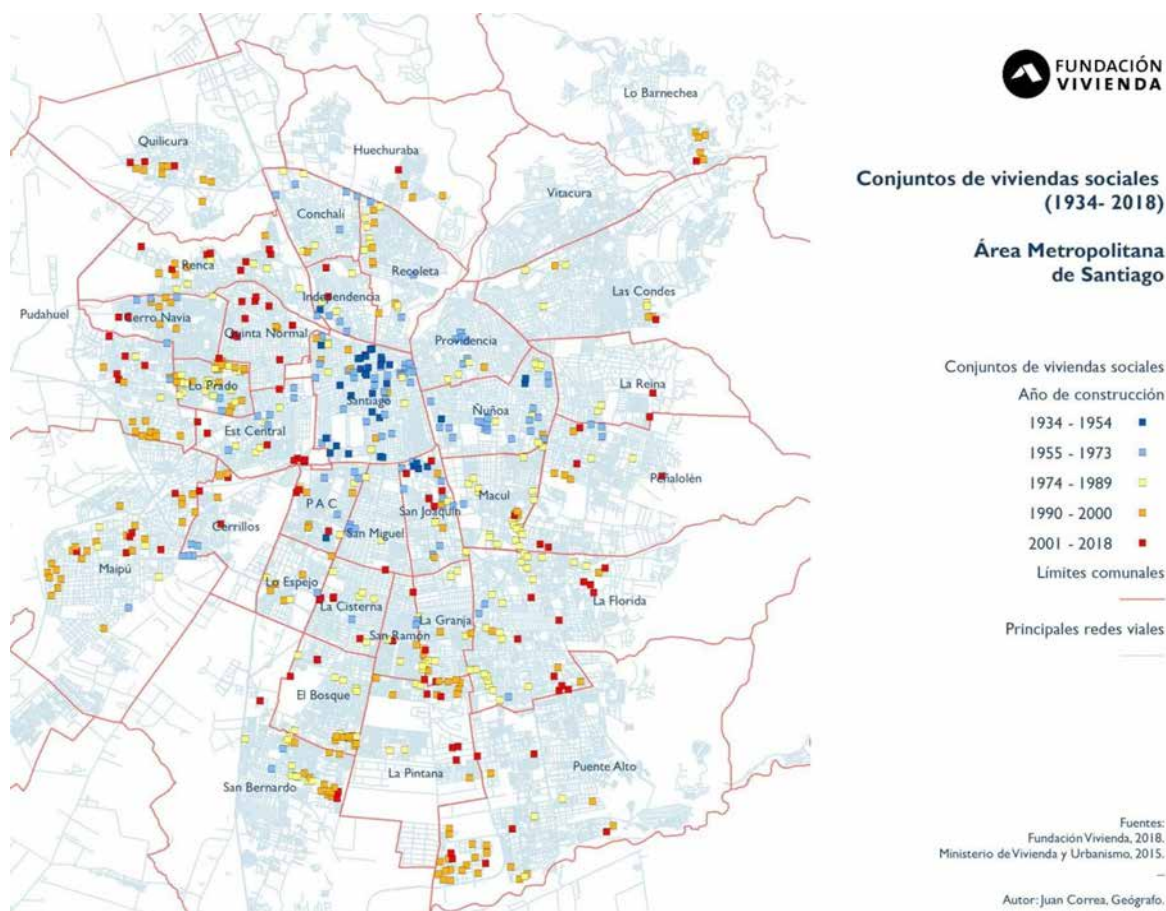 FUNDACIÓN
VIVIENDA
Conjuntos de viviendas sociales
(1934- 2018)
Área Metropolitana
de Santiago
Conjuntos de viviendas sociales
Año de construcción
1934 - 1954
1955 - 1973
1974 - 1989
1990 - 2000
2001 - 2018
Límites comunales
Principales redes viales
Fuentes:
Fundación Vivienda, 2018.
Ministerio de Vivienda y Urbanismo, 2015.
Autor: Juan Correa, Geógrafo.
Lo Barnechea
Quilicura
Huechuraba
Vitacura
Conchalí
Renca
Recoleta
Independencia
Las Condes
Pudahuel
Cerro Navia
Quinta Normal
Providencia
Lo Prado
La Reina
Santiago
Ñuñoa
Est Central
Peñalolén
Macul
P A C
San Joaquín
Cerrillos
San Miguel
Maipú
Lo Espejo
La Cisterna
La Florida
La Granja
San Ramón
El Bosque
La Pintana
Puente Alto
San Bernardo